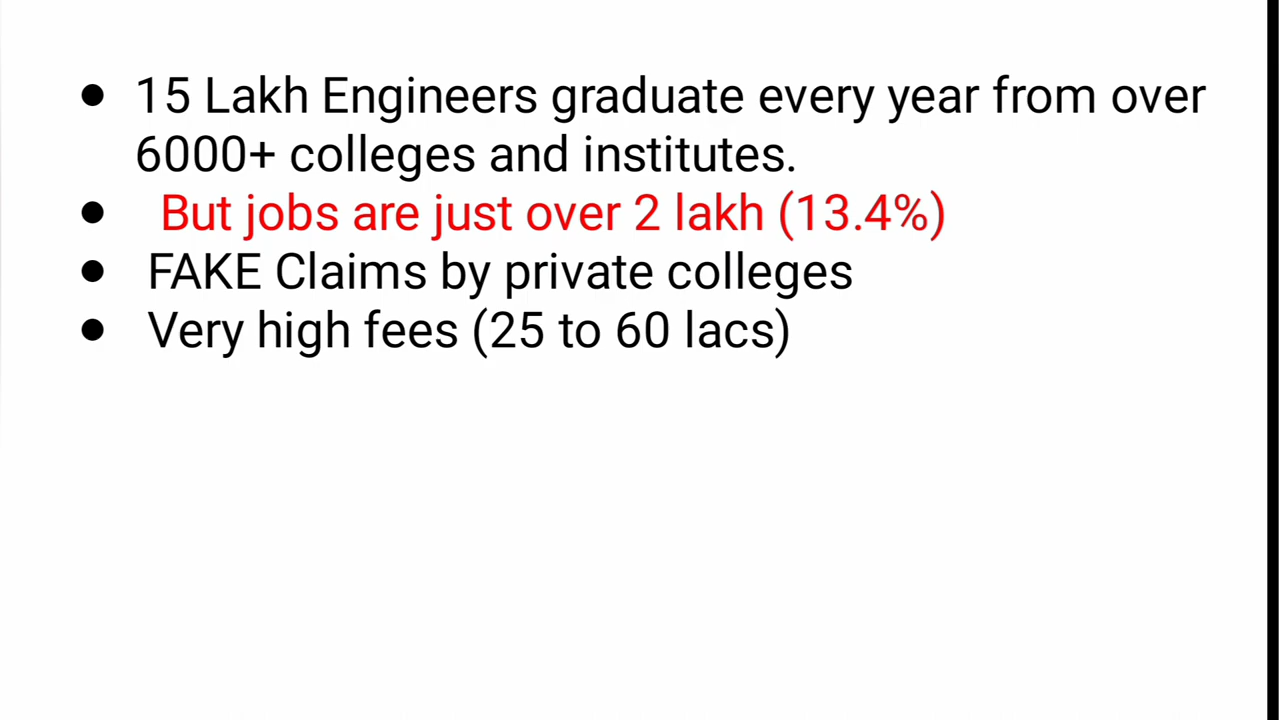 ● 15 Lakh Engineers graduate every year from over
6000+ colleges and institutes.
● But jobs are just over 2 lakh (13.4%)
● FAKE Claims by private colleges
● Very high fees (25 to 60 lacs)